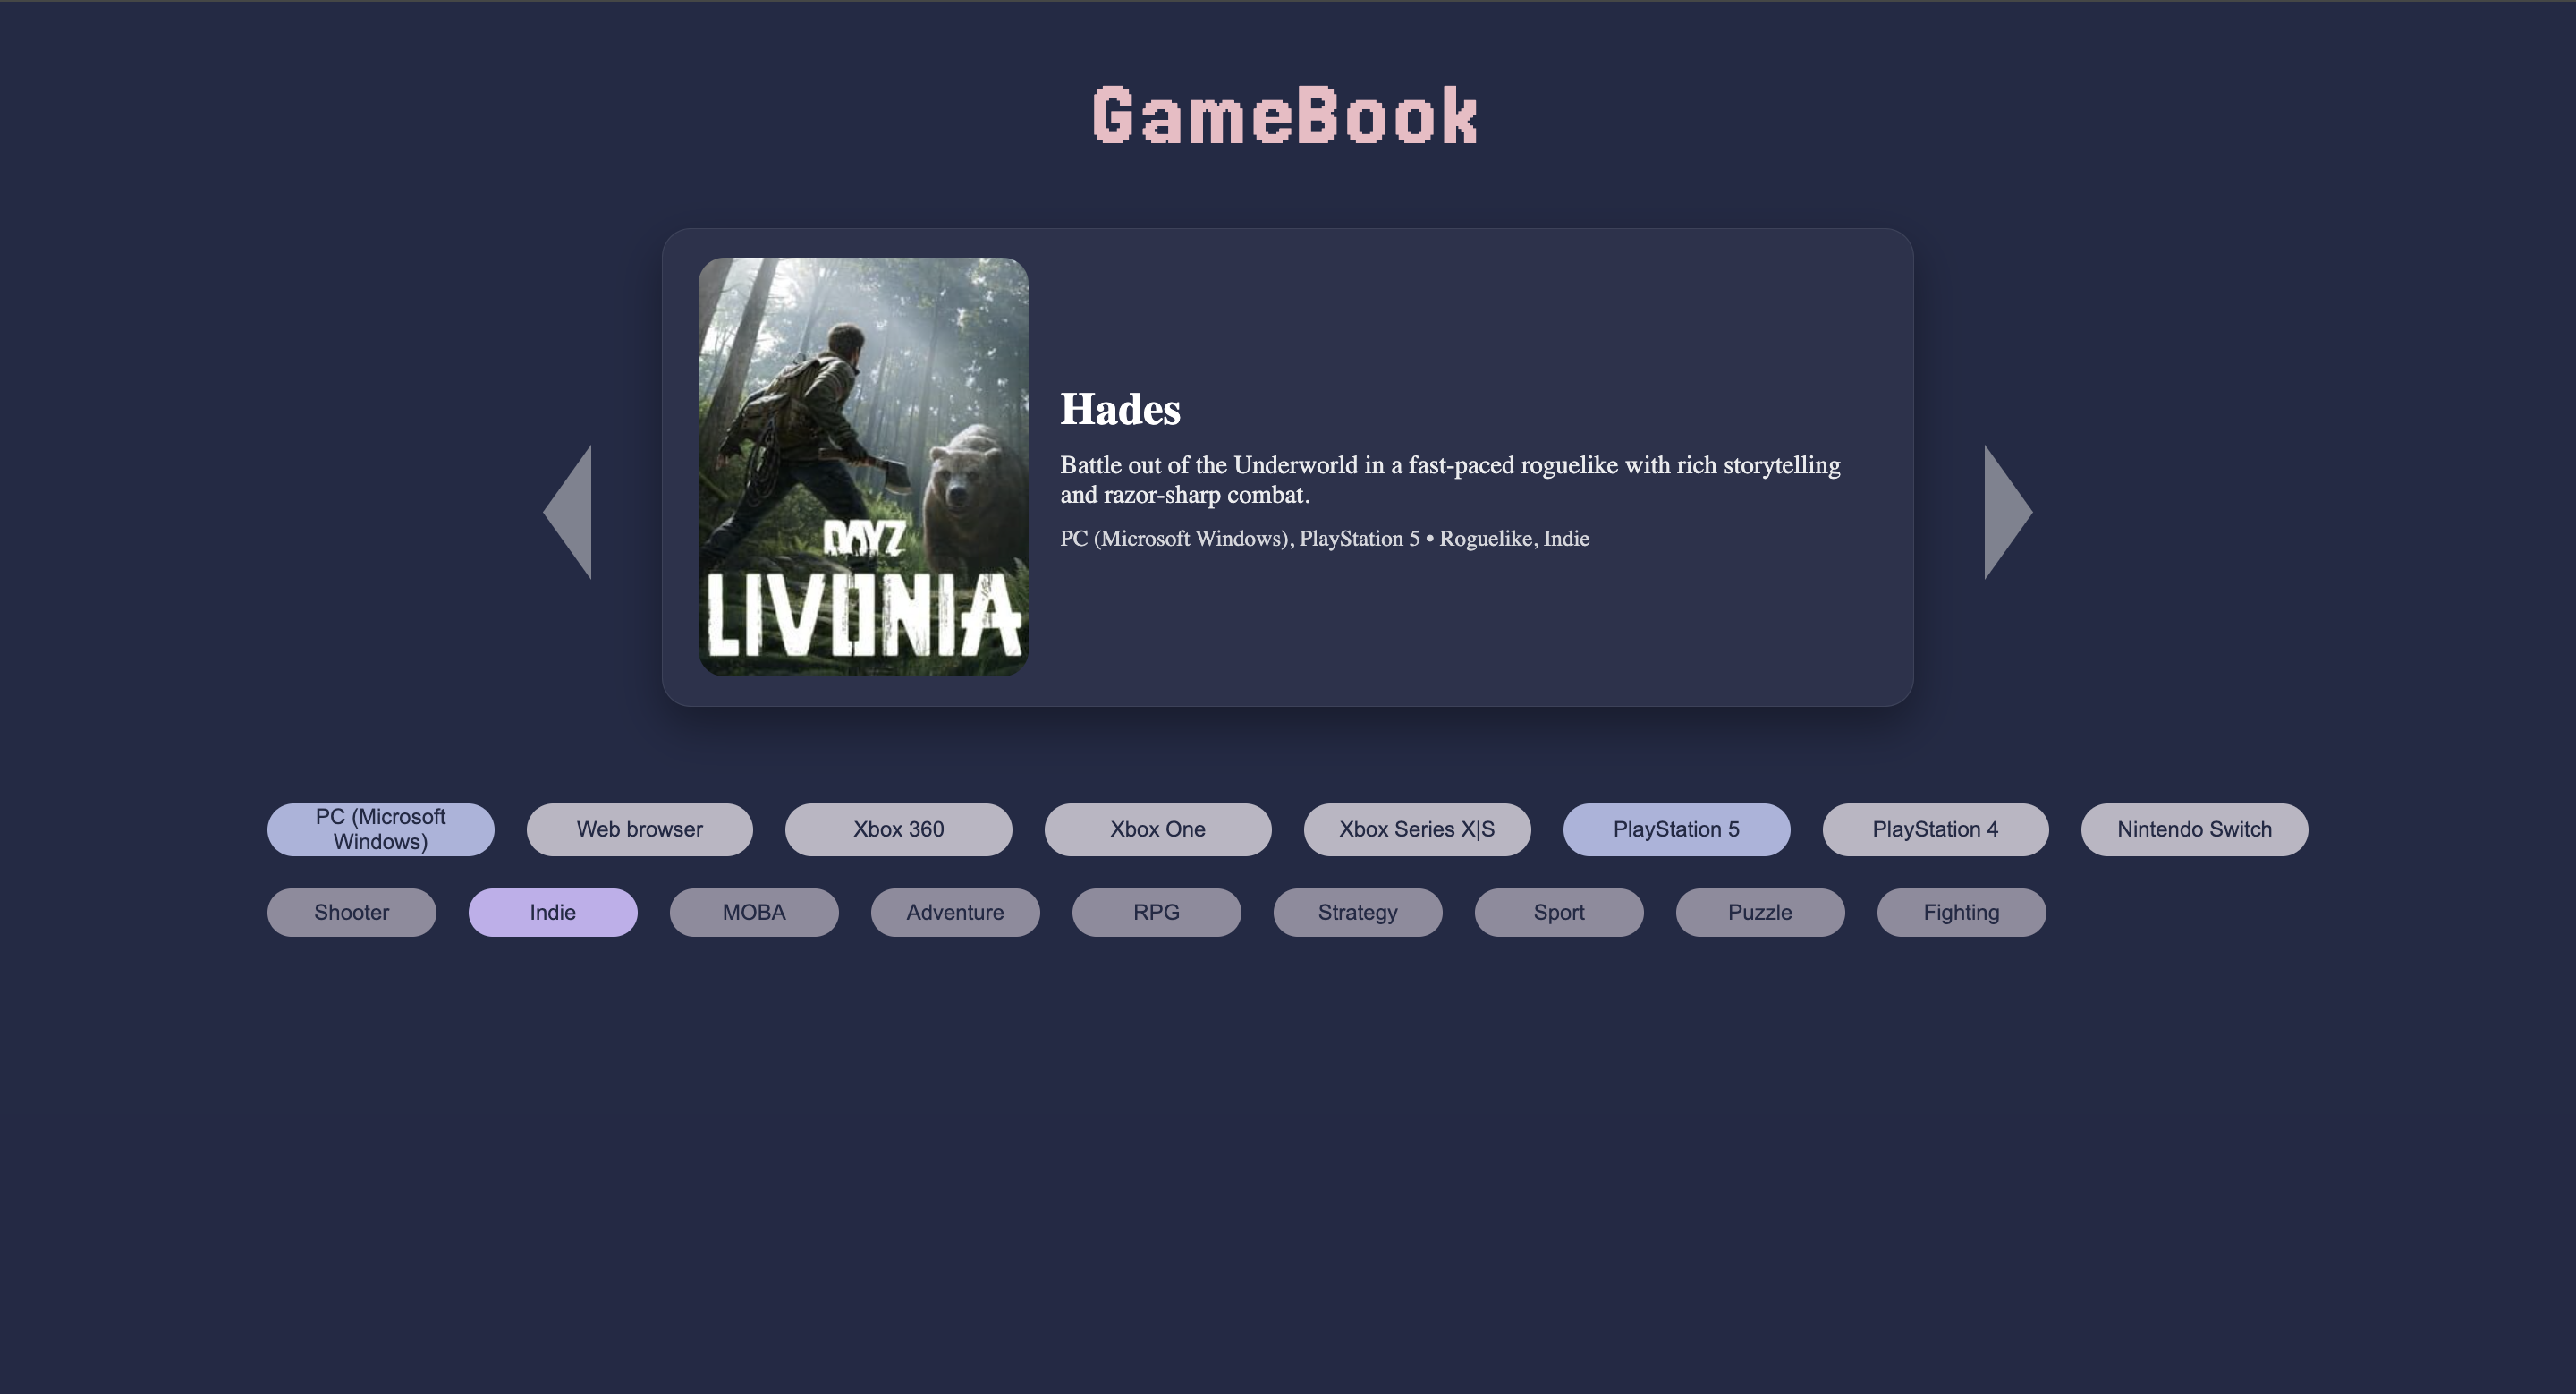 GameBook
DAYZ
LIVONIA
Hades
Battle out of the Underworld in a fast-paced roguelike with rich storytelling
and razor-sharp combat.
PC (Microsoft Windows), PlayStation 5 • Roguelike, Indie
PC (Microsoft
Windows)
Web browser
Xbox 360
Xbox One
Xbox Series X|S
PlayStation 5
PlayStation 4
Nintendo Switch
Shooter
Indie
MOBA
Adventure
RPG
Strategy
Sport
Puzzle
Fighting